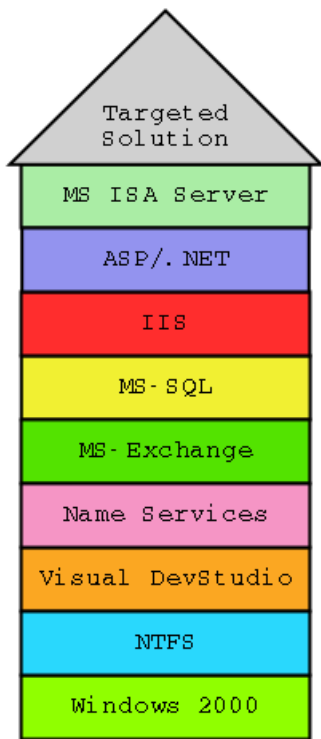 Targeted
Solution
MS ISA Server
ASP/.NET
IIS
MS-SQL
MS-Exchange
Name Services
Visual DevStudio
NTFS
Windows 2000